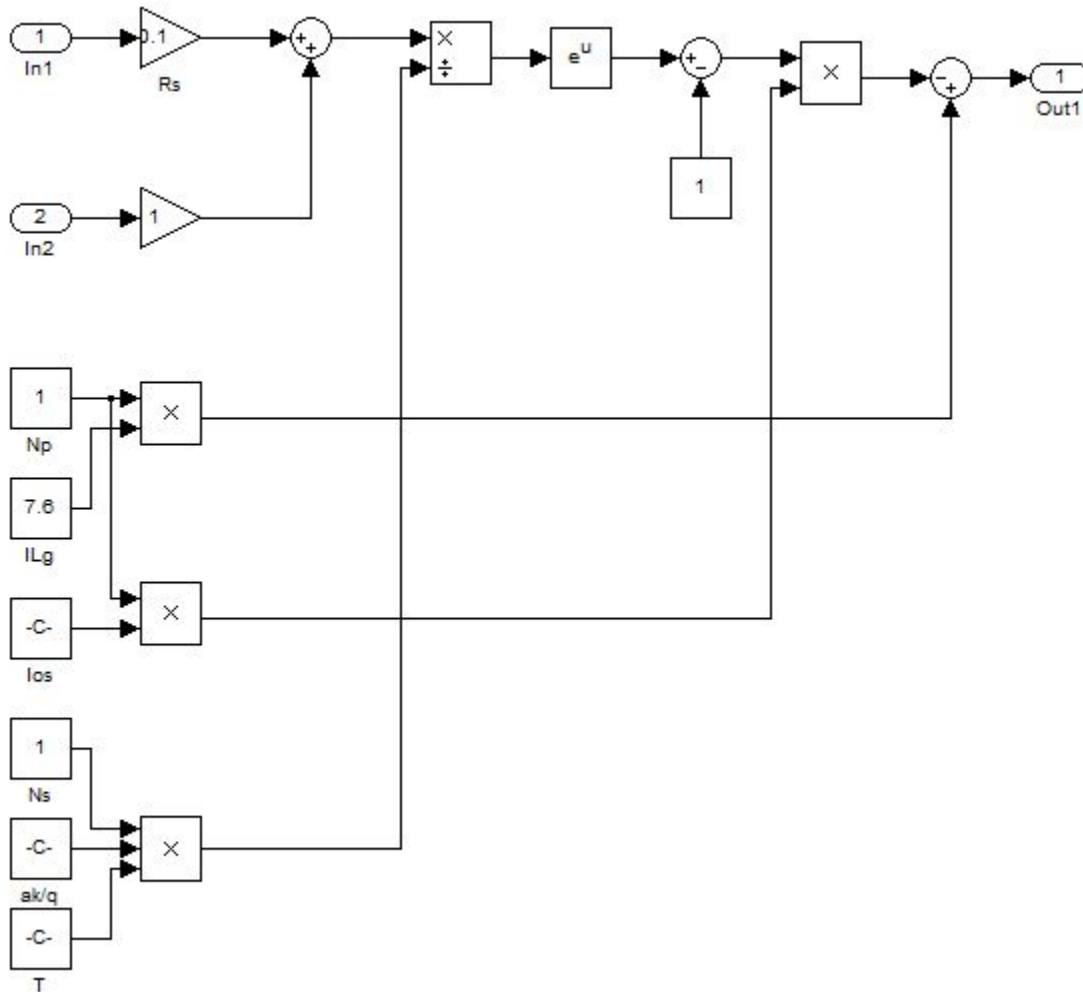 1
In1
0.1
Rs
+
+
×
÷
e^u
+
−
×
−
+
1
Out1
1
2
In2
1
1
Np
×
7.6
ILg
-C-
Ios
×
1
Ns
-C-
ak/q
×
-C-
T